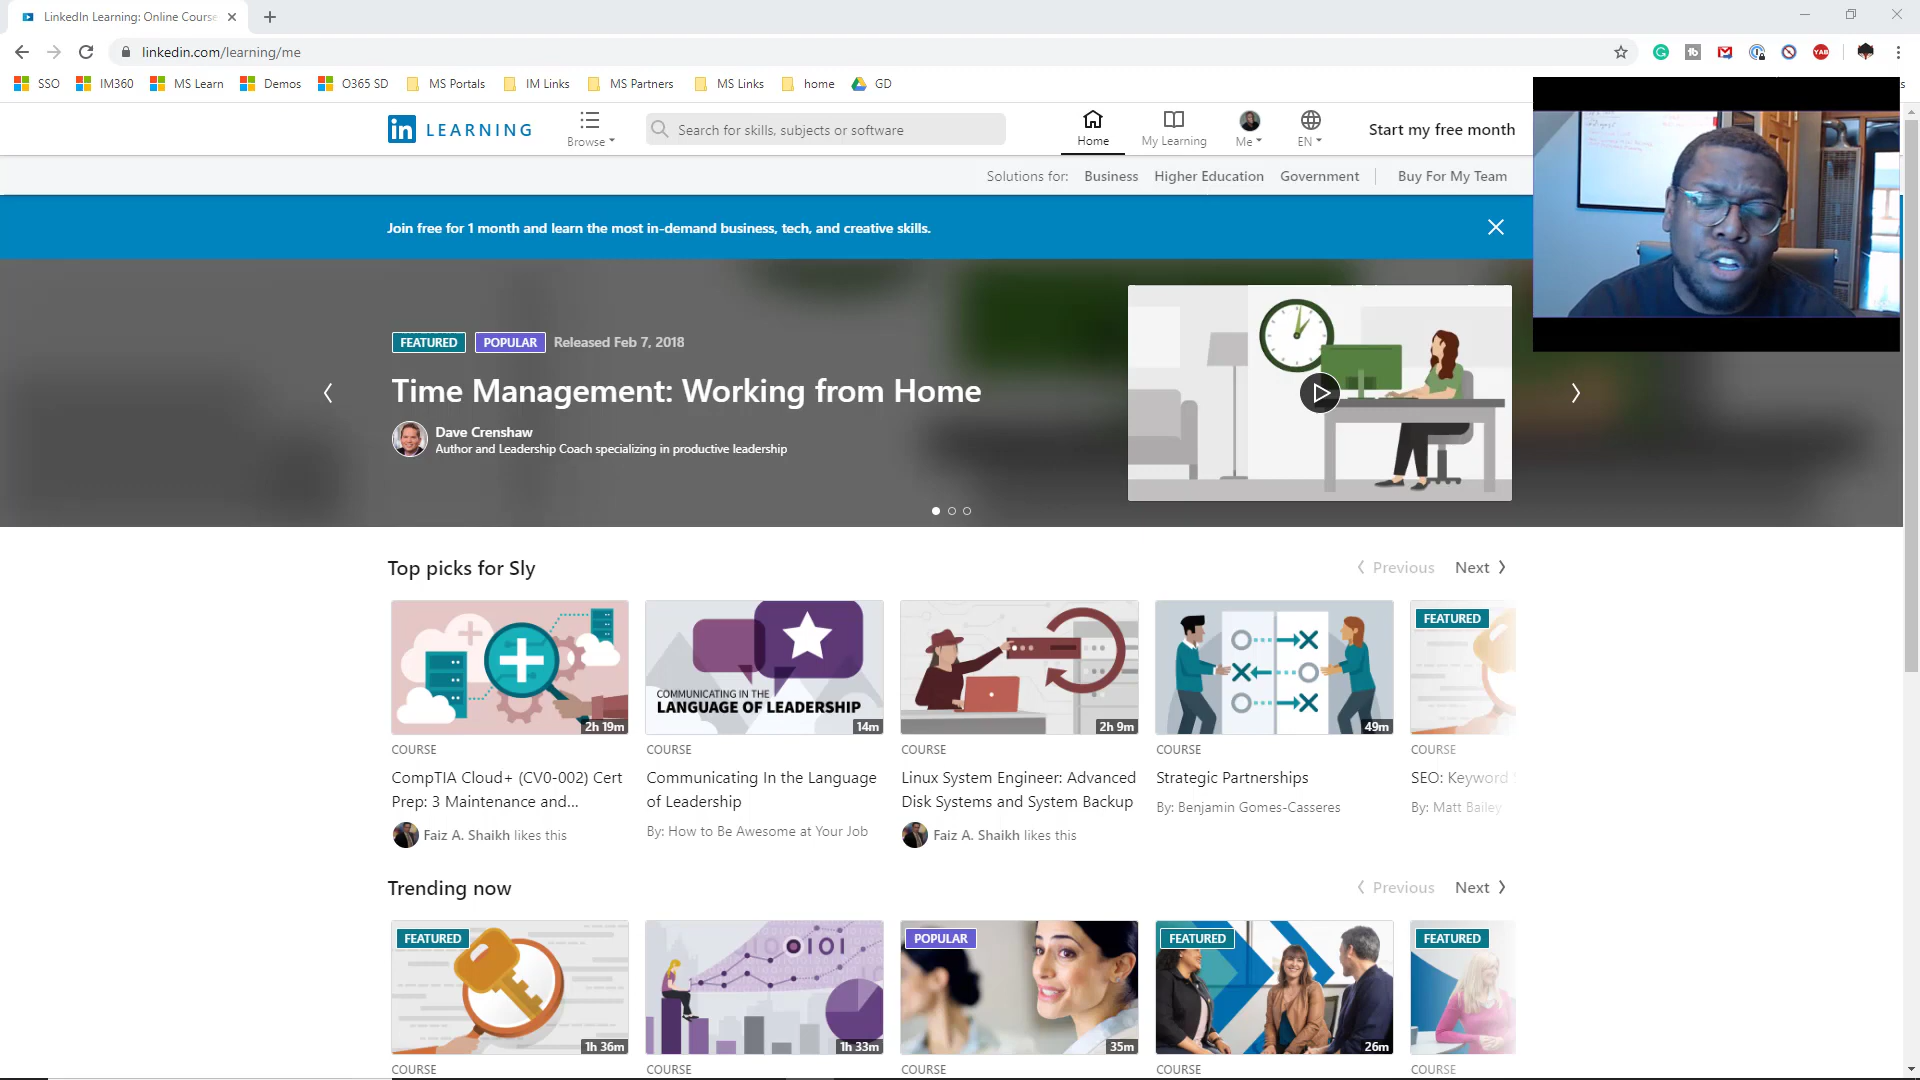 LinkedIn Learning: Online Course
linkedin.com/learning/me
SSO IM360 MS Learn Demos O365 SD MS Portals IM Links MS Partners MS Links home GD
in LEARNING
Browse
Search for skills, subjects or software
Home
My Learning
Me
EN
Start my free month
Solutions for: Business Higher Education Government Buy For My Team
Join free for 1 month and learn the most in-demand business, tech, and creative skills.
FEATURED POPULAR Released Feb 7, 2018
Time Management: Working from Home
Dave Crenshaw
Author and Leadership Coach specializing in productive leadership
Top picks for Sly
Previous Next
COMMUNICATING IN THE
LANGUAGE OF LEADERSHIP
FEATURED
2h 19m 14m 2h 9m 49m
COURSE COURSE COURSE COURSE COURSE
CompTIA Cloud+ (CV0-002) Cert
Prep: 3 Maintenance and...
Faiz A. Shaikh likes this
Communicating In the Language
of Leadership
By: How to Be Awesome at Your Job
Linux System Engineer: Advanced
Disk Systems and System Backup
Faiz A. Shaikh likes this
Strategic Partnerships
By: Benjamin Gomes-Casseres
SEO: Keyword
By: Matt Bailey
Trending now
Previous Next
FEATURED POPULAR FEATURED FEATURED
1h 36m 1h 33m 35m 26m
COURSE COURSE COURSE COURSE COURSE